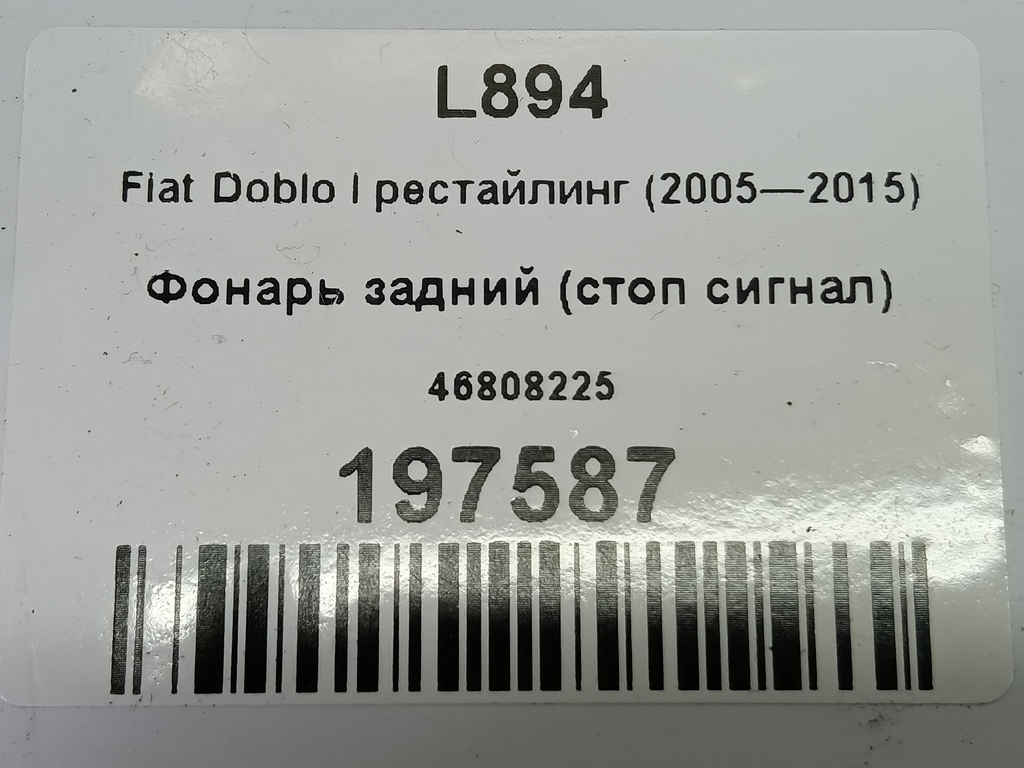 L894
Fiat Doblo I рестайлинг (2005—2015)
Фонарь задний (стоп сигнал)
46808225
197587